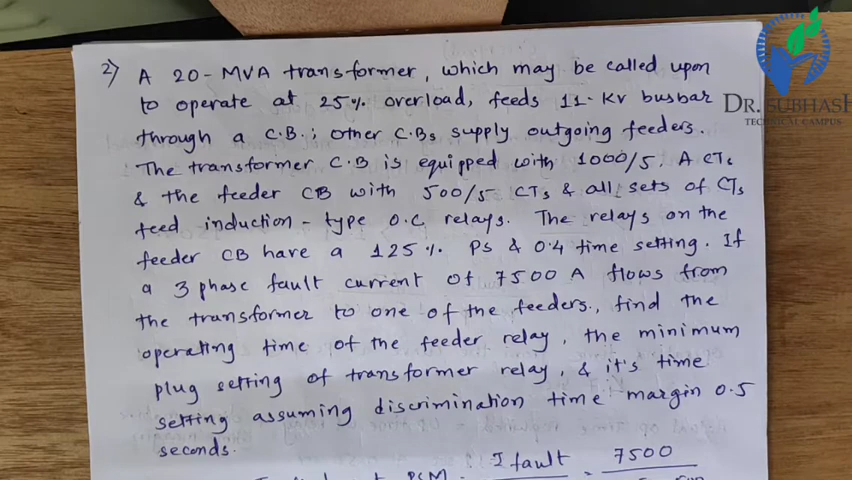 2) A 20-MVA transformer, which may be called upon
to operate at 25% overload, feeds 11-KV busbar
through a C.B.; other C.Bs supply outgoing feeders.
The transformer C.B is equipped with 1000/5; A CTs
& the feeder CB with 500/5 CTs & all sets of CTs
feed induction-type O.C relays. The relays on the
feeder CB have a 125% PS & 0.4 time setting. If
a 3 phase fault current of 7500 A flows from
the transformer to one of the feeders., find the
operating time of the feeder relay, the minimum
plug setting of transformer relay, & it's time
setting assuming discrimination time margin 0.5
seconds.
PSM = I fault = 7500
DR. SUBHASH
TECHNICAL CAMPUS